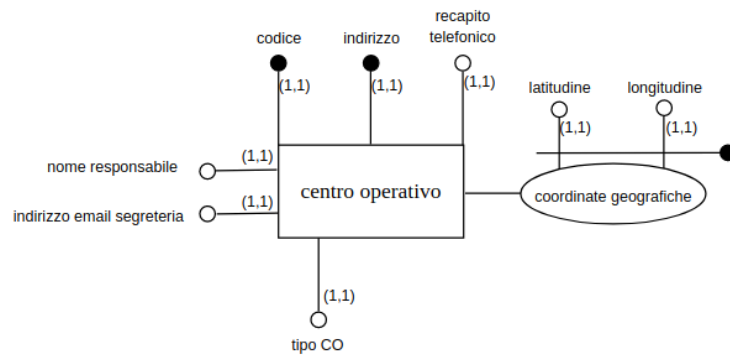 recapito
codice indirizzo telefonico
(1,1) (1,1) (1,1)
latitudine longitudine
(1,1) (1,1)
nome responsabile (1,1)
centro operativo
coordinate geografiche
indirizzo email segreteria (1,1)
(1,1)
tipo CO